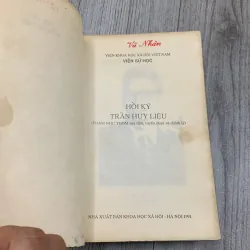 Vũ Nhân
VIỆN KHOA HỌC XÃ HỘI VIỆT NAM
VIỆN SỬ HỌC
HỒI KÝ
TRẦN HUY LIỆU
NHÀ XUẤT BẢN KHOA HỌC XÃ HỘI - HÀ NỘI 1991